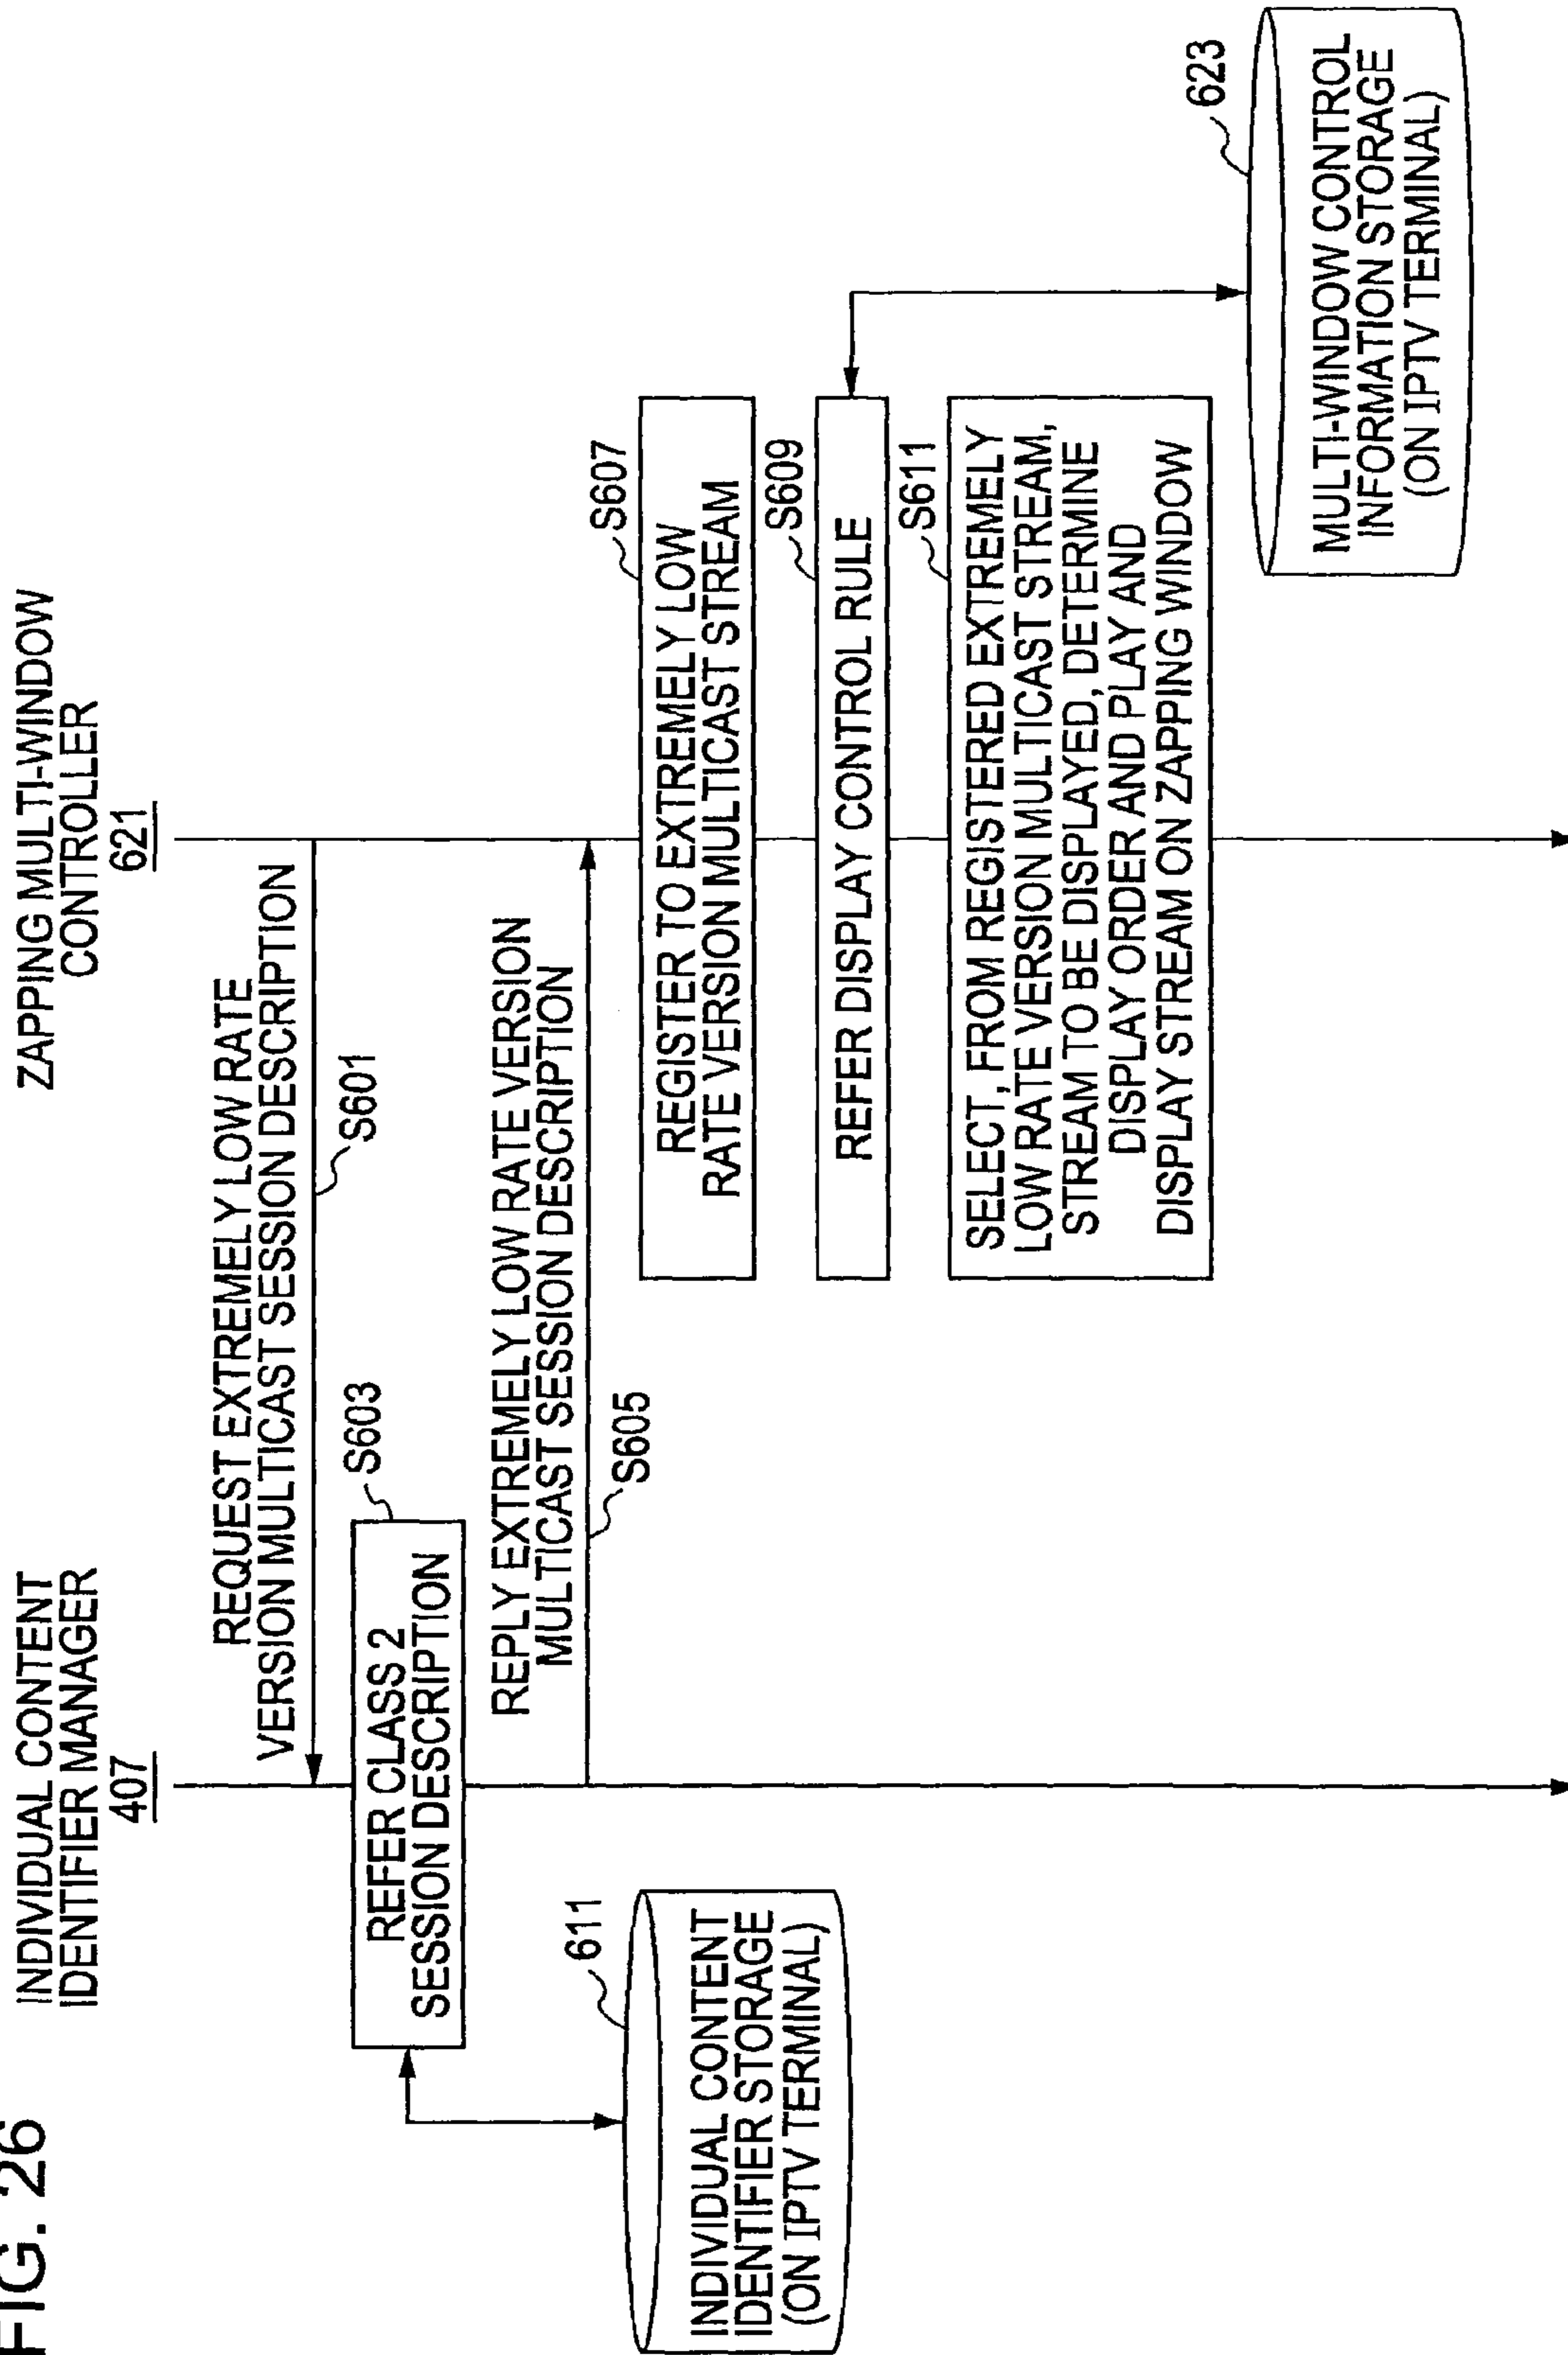 FIG. 26
INDIVIDUAL CONTENT
IDENTIFIER MANAGER
407
ZAPPING MULTI-WINDOW
CONTROLLER
621
REQUEST EXTREMELY LOW RATE
VERSION MULTICAST SESSION DESCRIPTION
S601
REFER CLASS 2
SESSION DESCRIPTION
S603
REPLY EXTREMELY LOW RATE VERSION
MULTICAST SESSION DESCRIPTION
S605
611
INDIVIDUAL CONTENT
IDENTIFIER STORAGE
(ON IPTV TERMINAL)
S607
REGISTER TO EXTREMELY LOW
RATE VERSION MULTICAST STREAM
S609
REFER DISPLAY CONTROL RULE
S611
SELECT, FROM REGISTERED EXTREMELY
LOW RATE VERSION MULTICAST STREAM,
STREAM TO BE DISPLAYED, DETERMINE
DISPLAY ORDER AND PLAY AND
DISPLAY STREAM ON ZAPPING WINDOW
623
MULTI-WINDOW CONTROL
INFORMATION STORAGE
(ON IPTV TERMINAL)